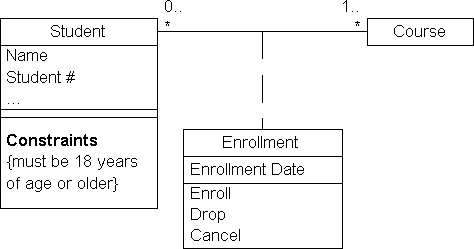 0..
1..
Student
*
*
Course
Name
Student #
...
Constraints
{must be 18 years
of age or older}
Enrollment
Enrollment Date
Enroll
Drop
Cancel